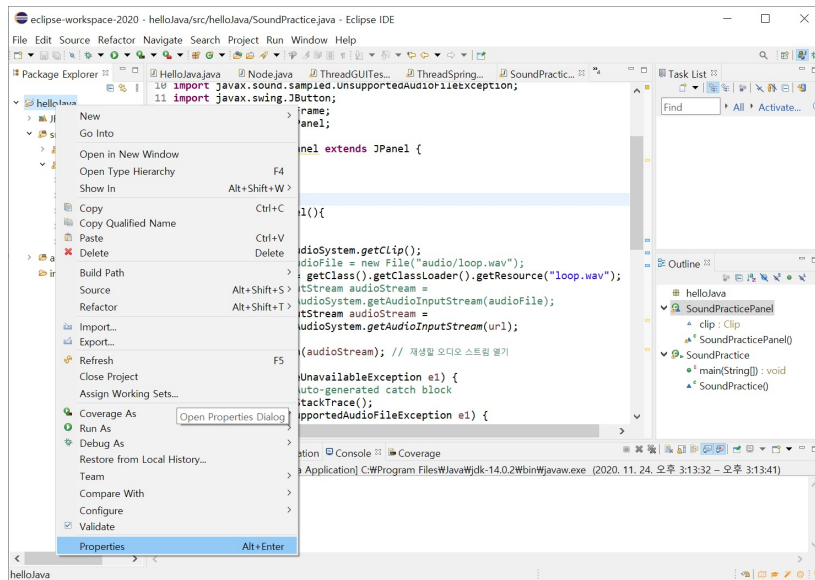 eclipse-workspace-2020 - helloJava/src/helloJava/SoundPractice.java - Eclipse IDE
File Edit Source Refactor Navigate Search Project Run Window Help
Package Explorer
HelloJava.java
Node.java
ThreadGUITes...
ThreadSpring...
SoundPractic...
Task List
Find
All
Activate...
helloJava
New
Go Into
Open in New Window
Open Type Hierarchy F4
Show In Alt+Shift+W
Copy Ctrl+C
Copy Qualified Name
Paste Ctrl+V
Delete Delete
Build Path
Source Alt+Shift+S
Refactor Alt+Shift+T
Import...
Export...
Refresh F5
Close Project
Assign Working Sets...
Coverage As
Open Properties Dialog
Run As
Debug As
Restore from Local History...
Team
Compare With
Configure
Validate
Properties Alt+Enter
10 import javax.sound.sampled.UnsupportedAudioFileException;
11 import javax.swing.JButton;
rame;
anel;
anel extends JPanel {
el(){
dioSystem.getClip();
dioFile = new File("audio/loop.wav");
= getClass().getClassLoader().getResource("loop.wav");
utStream audioStream =
AudioSystem.getAudioInputStream(audioFile);
utStream audioStream =
AudioSystem.getAudioInputStream(url);
(audioStream); // 재생할 오디오 스트림 열기
eUnavailableException e1) {
Auto-generated catch block
StackTrace();
pportedAudioFileException e1) {
Outline
helloJava
SoundPracticePanel
clip : Clip
SoundPracticePanel()
SoundPractice
main(String[]) : void
SoundPractice()
ation
Console
Coverage
a Application] C:₩Program Files₩Java₩jdk-14.0.2₩bin₩javaw.exe (2020. 11. 24. 오후 3:13:32 – 오후 3:13:41)
helloJava